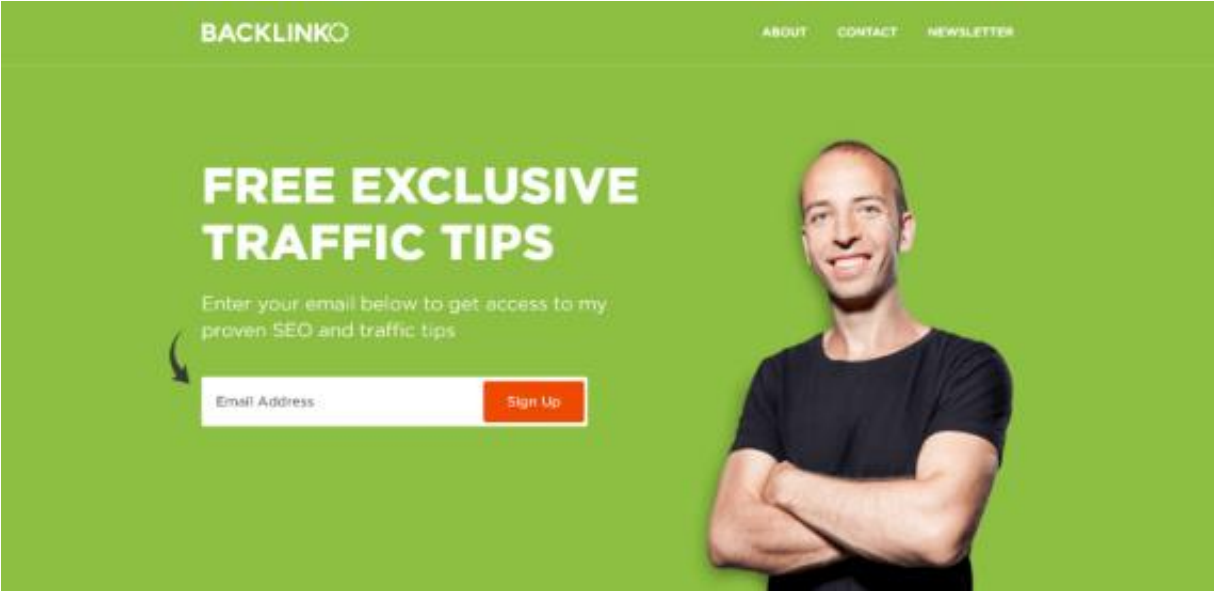 BACKLINKO
ABOUT CONTACT NEWSLETTER
FREE EXCLUSIVE
TRAFFIC TIPS
Enter your email below to get access to my
proven SEO and traffic tips
Email Address Sign Up